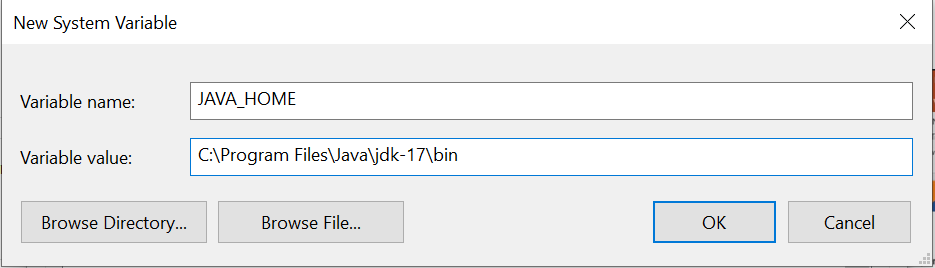 New System Variable
Variable name: JAVA_HOME
Variable value: C:\Program Files\Java\jdk-17\bin
Browse Directory... Browse File... OK Cancel